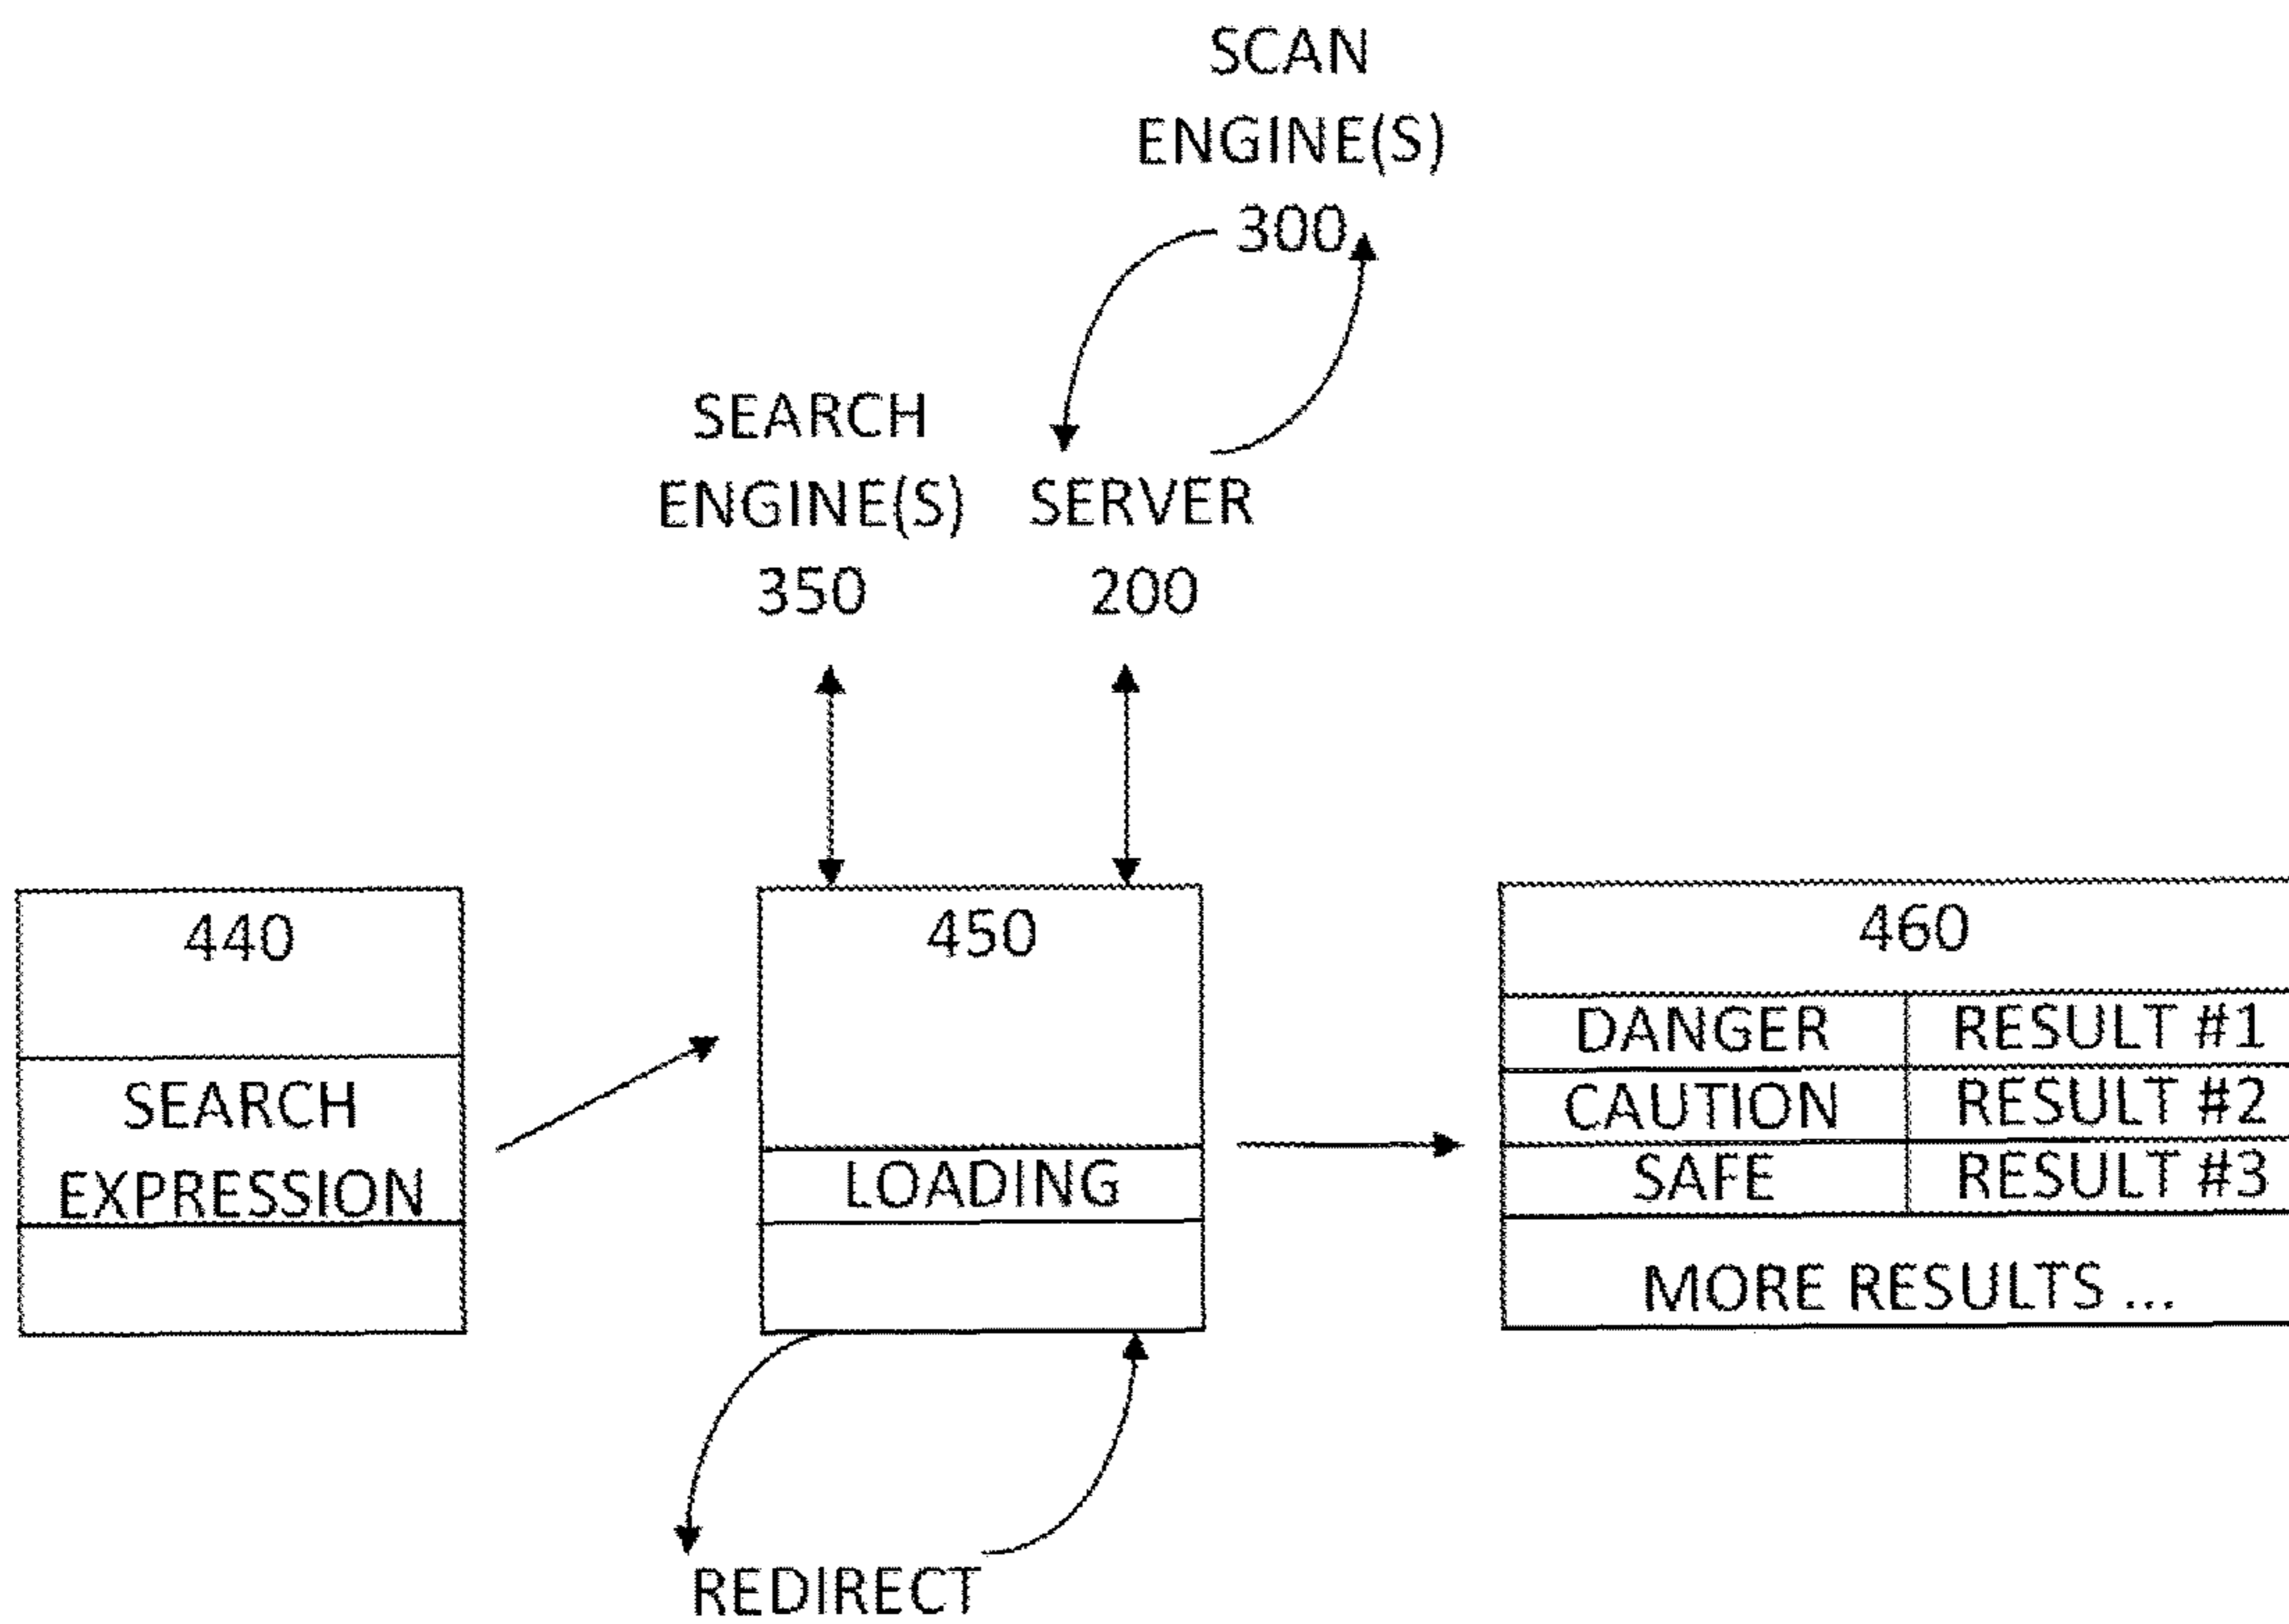 SCAN
ENGINE(S)
300
SEARCH
ENGINE(S)
350
SERVER
200
440
SEARCH
EXPRESSION
450
LOADING
460
DANGER RESULT #1
CAUTION RESULT #2
SAFE RESULT #3
MORE RESULTS ...
REDIRECT